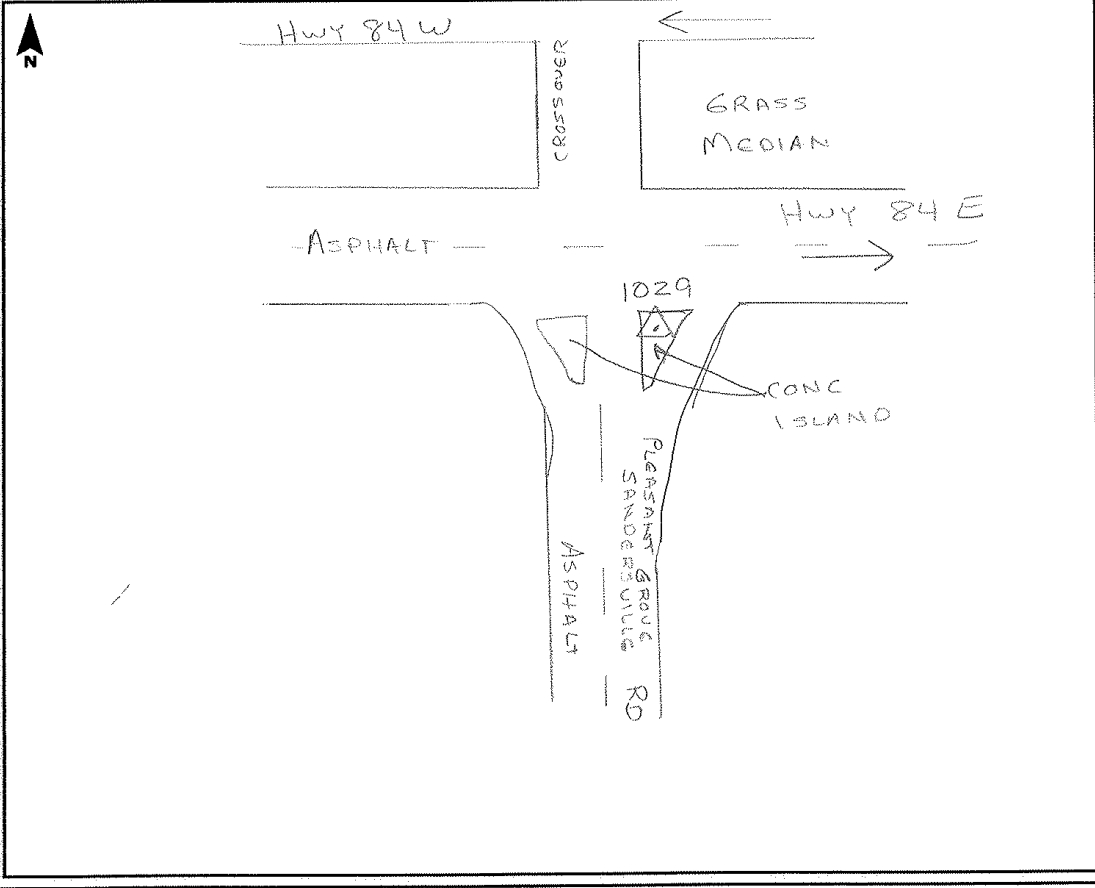 N
HWY 84 W
CROSSOVER
GRASS
MEDIAN
HWY 84 E
ASPHALT
1029
CONC
ISLAND
PLEASANT GROVE
SANDERSVILLE RD
ASPHALT